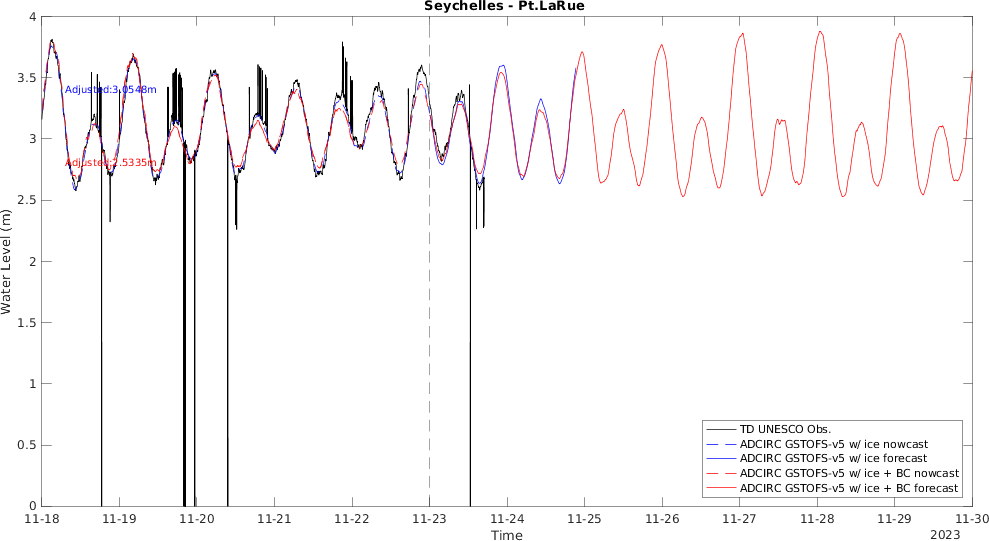 Seychelles - Pt.LaRue
4
3.5
3
2.5
2
1.5
1
0.5
0
Water Level (m)
Adjusted:3.0548m
Adjusted:2.5335m
TD UNESCO Obs.
ADCIRC GSTOFS-v5 w/ ice nowcast
ADCIRC GSTOFS-v5 w/ ice forecast
ADCIRC GSTOFS-v5 w/ ice + BC nowcast
ADCIRC GSTOFS-v5 w/ ice + BC forecast
11-18 11-19 11-20 11-21 11-22 11-23 11-24 11-25 11-26 11-27 11-28 11-29 11-30
Time
2023